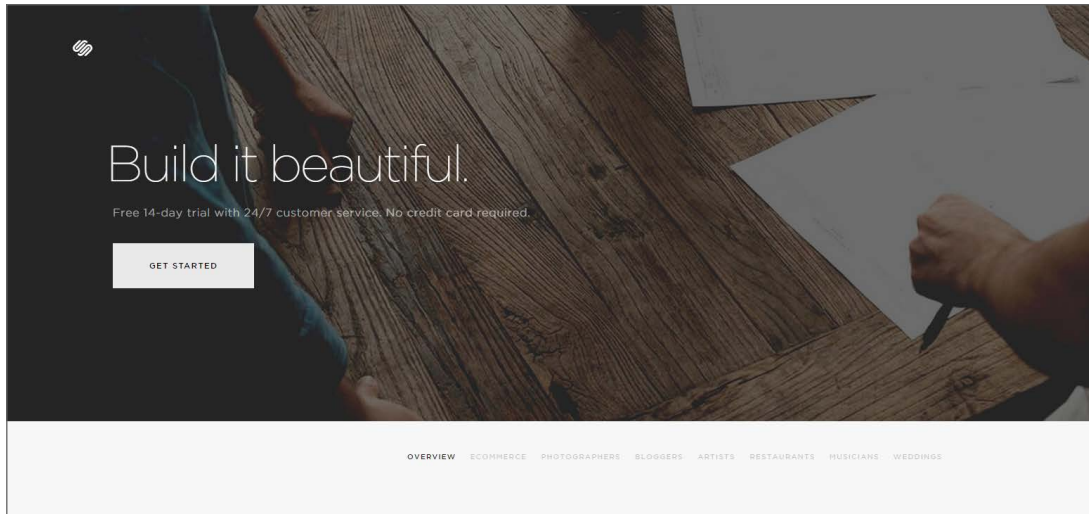 Build it beautiful.
Free 14-day trial with 24/7 customer service. No credit card required.
GET STARTED
OVERVIEW ECOMMERCE PHOTOGRAPHERS BLOGGERS ARTISTS RESTAURANTS MUSICIANS WEDDINGS